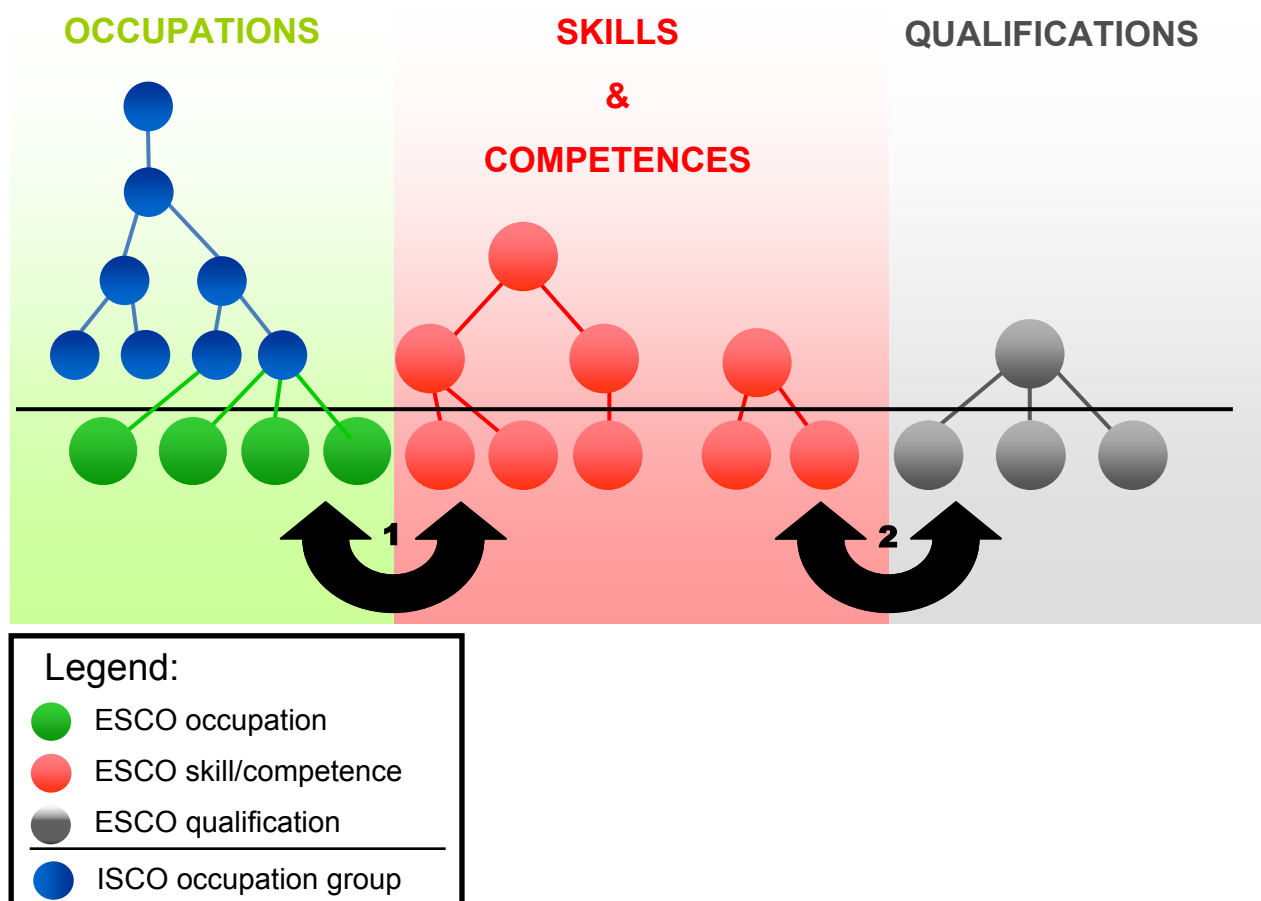 OCCUPATIONS
SKILLS
&
COMPETENCES
QUALIFICATIONS
1
2
Legend:
ESCO occupation
ESCO skill/competence
ESCO qualification
ISCO occupation group